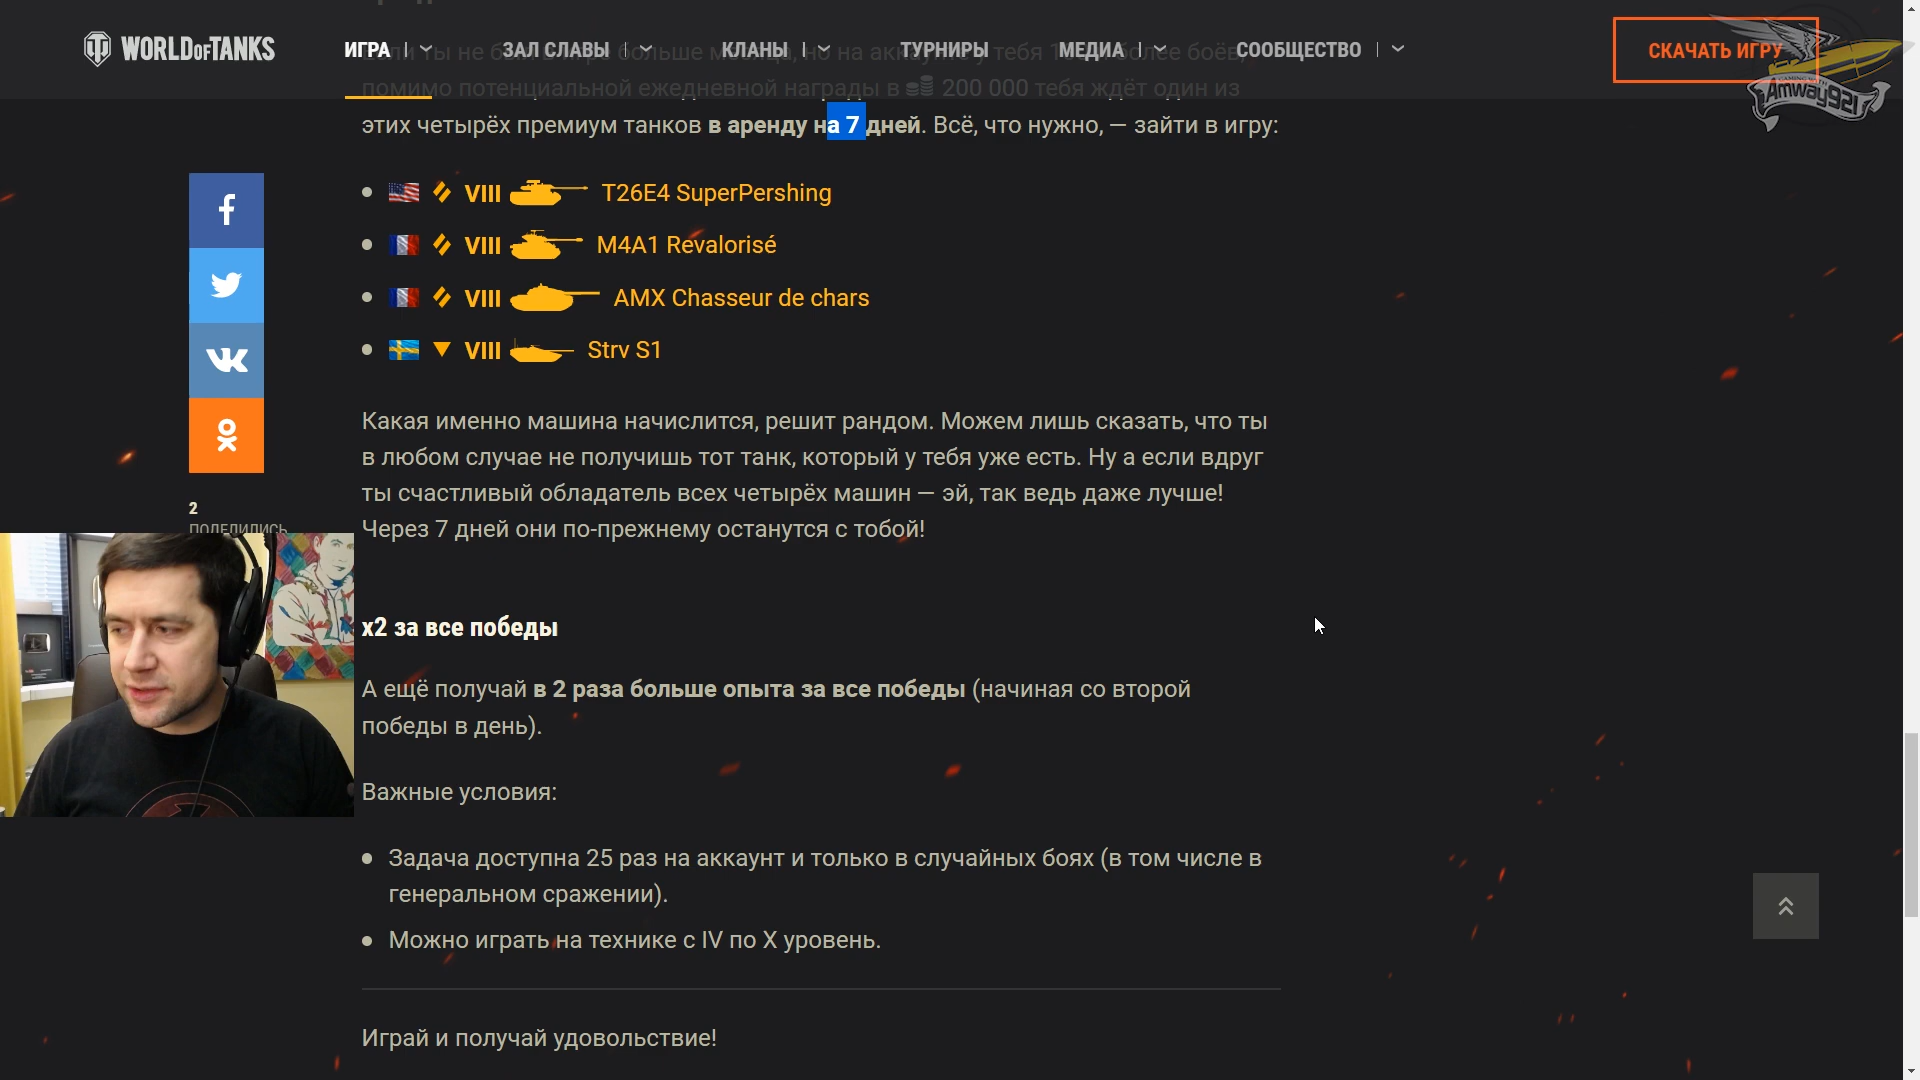 WORLD OF TANKS
ИГРА
ЗАЛ СЛАВЫ
КЛАНЫ
ТУРНИРЫ
МЕДИА
СООБЩЕСТВО
СКАЧАТЬ ИГРУ
Amway921
помимо потенциальной ежедневной награды в 200 000 тебя ждёт один из
этих четырёх премиум танков в аренду на 7 дней. Всё, что нужно, — зайти в игру:
VIII T26E4 SuperPershing
VIII M4A1 Revalorisé
VIII AMX Chasseur de chars
VIII Strv S1
Какая именно машина начислится, решит рандом. Можем лишь сказать, что ты
в любом случае не получишь тот танк, который у тебя уже есть. Ну а если вдруг
ты счастливый обладатель всех четырёх машин — эй, так ведь даже лучше!
Через 7 дней они по-прежнему останутся с тобой!
2
ПОДЕЛИЛИСЬ
x2 за все победы
А ещё получай в 2 раза больше опыта за все победы (начиная со второй
победы в день).
Важные условия:
Задача доступна 25 раз на аккаунт и только в случайных боях (в том числе в
генеральном сражении).
Можно играть на технике с IV по X уровень.
Играй и получай удовольствие!